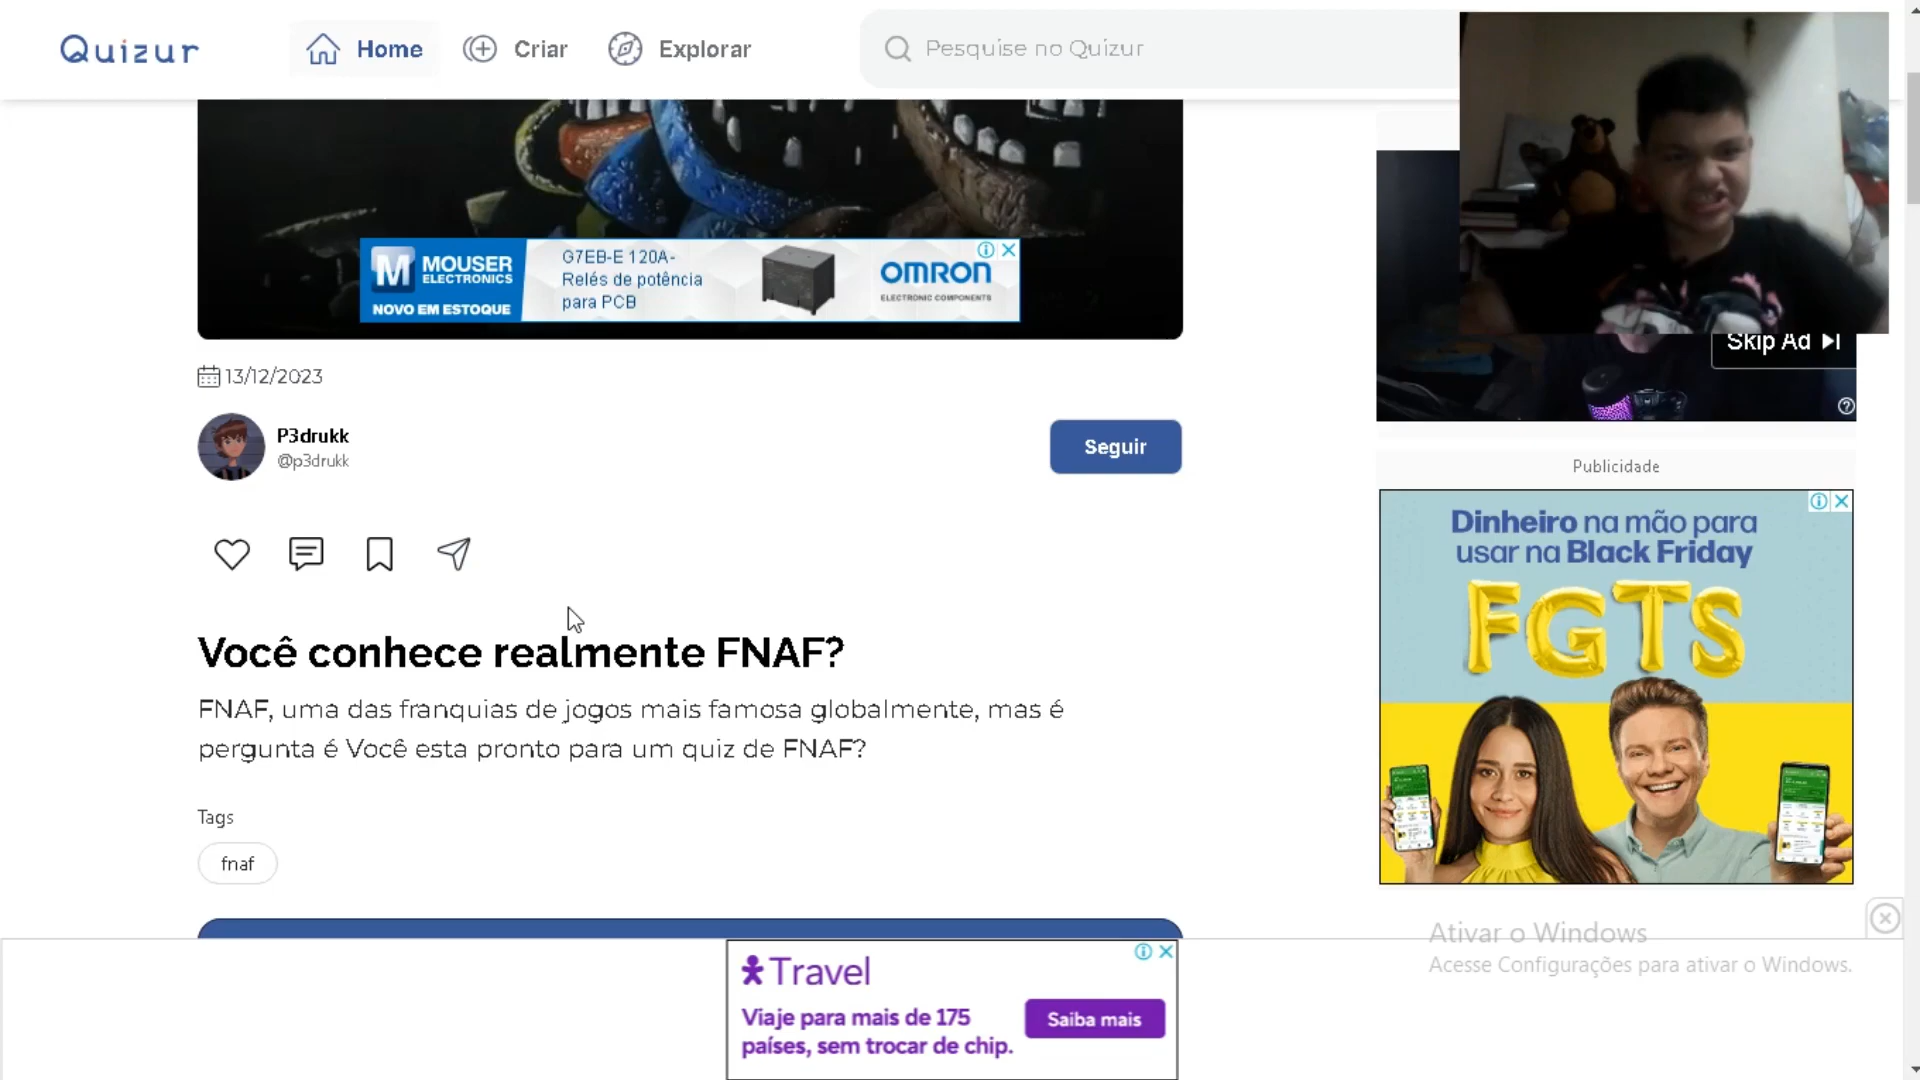 Quizur
Home
Criar
Explorar
Pesquise no Quizur
MOUSER
ELECTRONICS
NOVO EM ESTOQUE
G7EB-E 120A-
Relés de potência
para PCB
OMRON
ELECTRONIC COMPONENTS
Skip Ad
13/12/2023
P3drukk
@p3drukk
Seguir
Publicidade
Dinheiro na mão para
usar na Black Friday
FGTS
Você conhece realmente FNAF?
FNAF, uma das franquias de jogos mais famosa globalmente, mas é
pergunta é Você esta pronto para um quiz de FNAF?
Tags
fnaf
Ativar o Windows
Acesse Configurações para ativar o Windows.
Travel
Viaje para mais de 175
países, sem trocar de chip.
Saiba mais